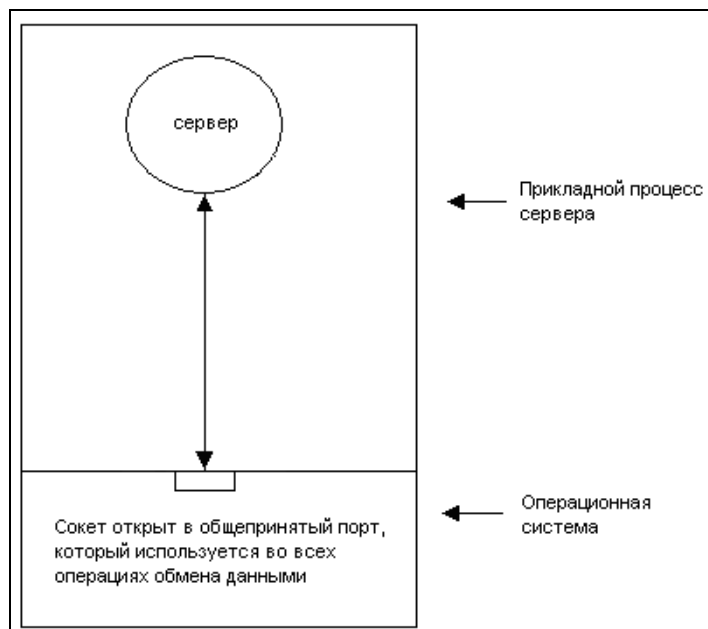 сервер
Прикладной процесс
сервера
Операционная
система
Сокет открыт в общепринятый порт,
который используется во всех
операциях обмена данными